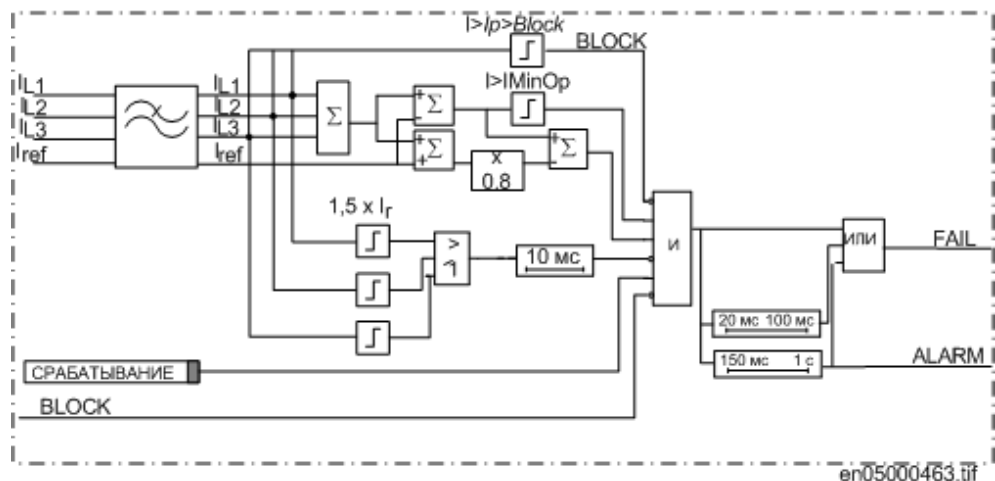 I>Ip>Block
BLOCK
IL1
IL1
I>IMinOp
IL2
IL2
Σ
+
Σ
-
IL3
IL3
+
Σ
+
+
Σ
-
Iref
Iref
x
0.8
1,5 x Ir
>
10 мс
И
ИЛИ
FAIL
20 мс 100 мс
150 мс 1 с
ALARM
СРАБАТЫВАНИЕ
BLOCK
en05000463.tif